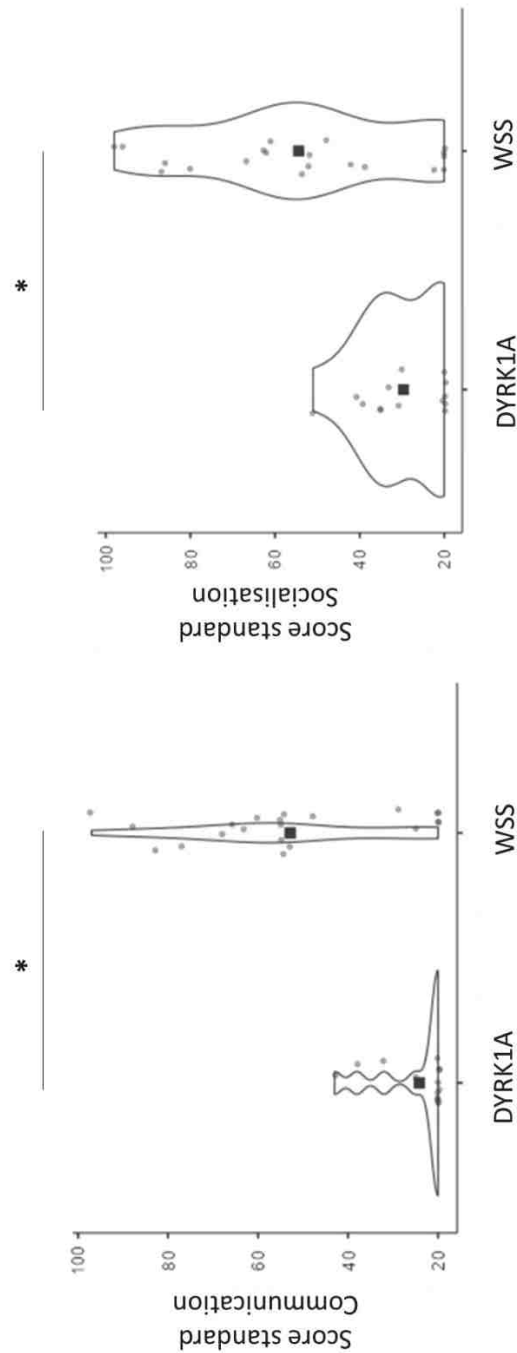 Score standard
Communication
100
80
60
40
20
*
DYRK1A
WSS
Score standard
Socialisation
100
80
60
40
20
*
DYRK1A
WSS